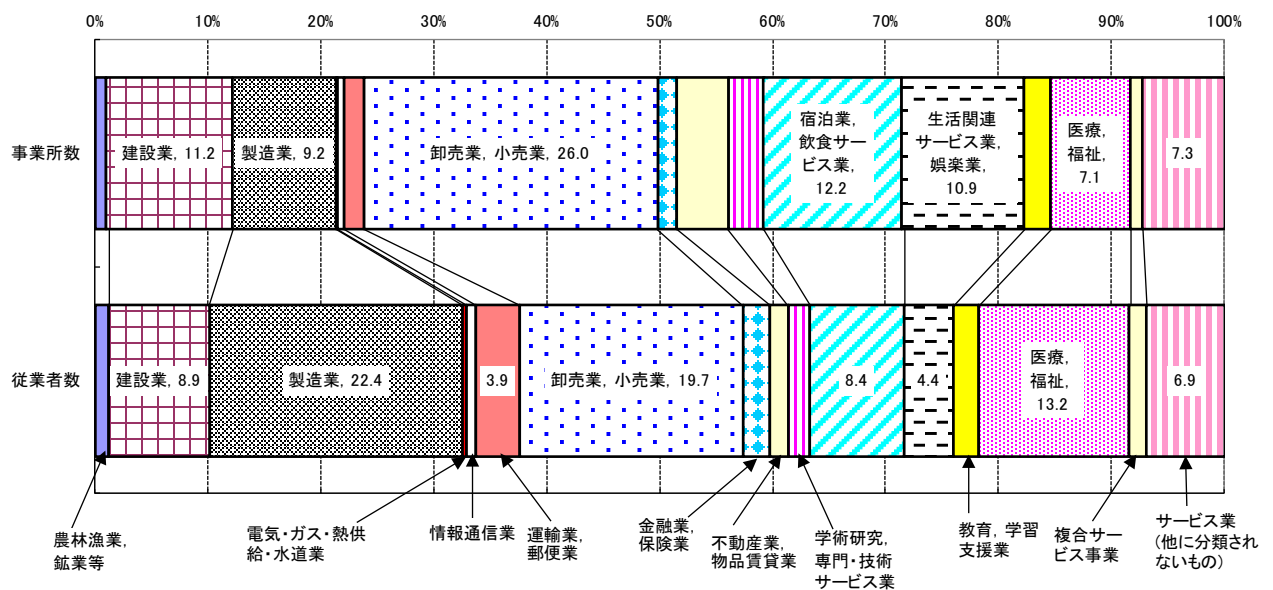 0% 10% 20% 30% 40% 50% 60% 70% 80% 90% 100%
事業所数
建設業, 11.2
製造業, 9.2
卸売業, 小売業, 26.0
宿泊業,
飲食サー
ビス業,
12.2
生活関連
サービス業,
娯楽業,
10.9
医療,
福祉,
7.1
7.3
従業者数
建設業, 8.9
製造業, 22.4
3.9
卸売業, 小売業, 19.7
8.4
4.4
医療,
福祉,
13.2
6.9
農林漁業,
鉱業等
電気・ガス・熱供
給・水道業
情報通信業
運輸業,
郵便業
金融業,
保険業
不動産業,
物品賃貸業
学術研究,
専門・技術
サービス業
教育, 学習
支援業
複合サー
ビス事業
サービス業
(他に分類され
ないもの)